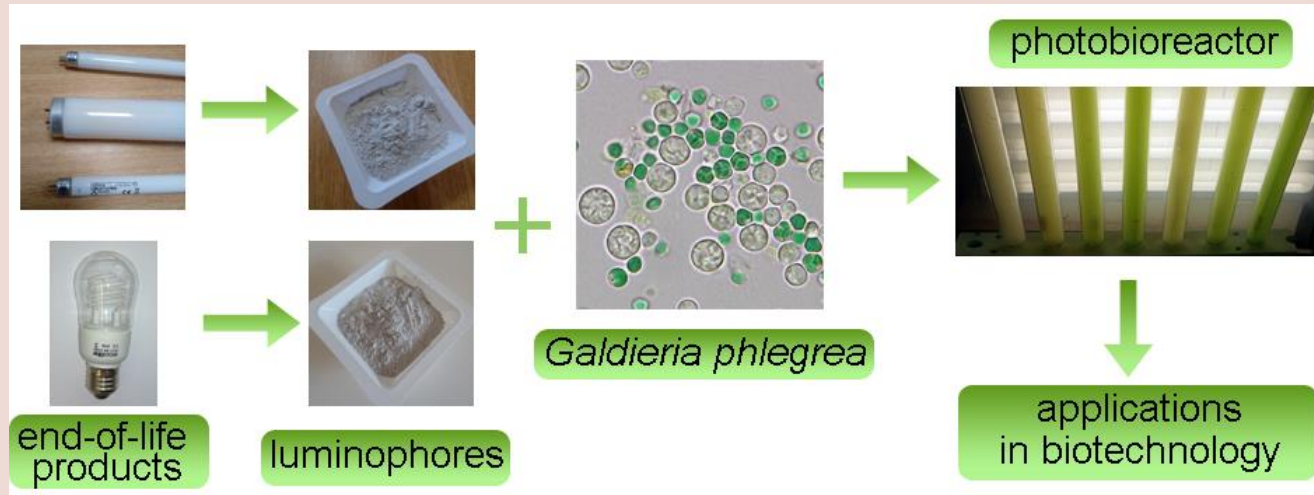 photobioreactor
Galdieria phlegrea
end-of-life
products
luminophores
applications
in biotechnology